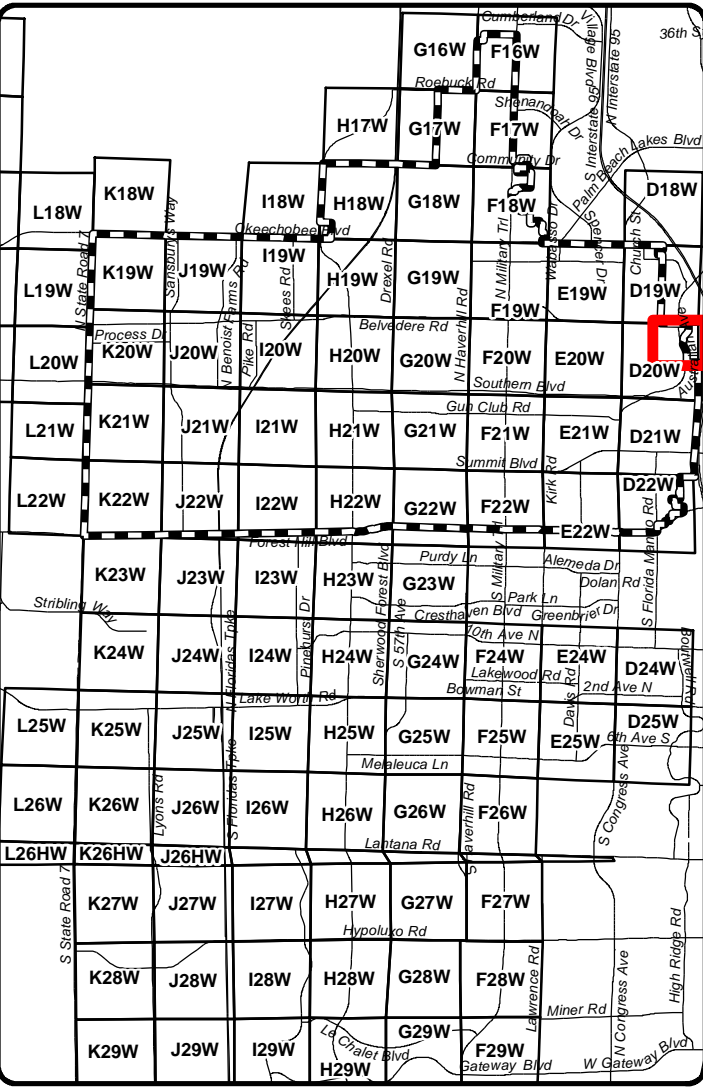 Cumberland Dr
Village Blvd
N Interstate 95
36th S
G16W
F16W
S Interstate 95
Roebuck Rd
Shenandoah Dr
H17W
G17W
F17W
Palm Beach Lakes Blvd
Community Dr
K18W
I18W
H18W
G18W
F18W
D18W
L18W
Sansburys Way
Okeechobee Blvd
N Military Trl
Wabasso Dr
Spencer Dr
Church St
N State Road 7
K19W
J19W
I19W
H19W
G19W
E19W
D19W
L19W
N Benoist Farms Rd
Skees Rd
Drexel Rd
N Haverhill Rd
F19W
Belvedere Rd
Process Dr
Pike Rd
Australian Ave
L20W
K20W
J20W
I20W
H20W
G20W
F20W
E20W
D20W
Southern Blvd
Gun Club Rd
L21W
K21W
J21W
I21W
H21W
G21W
F21W
E21W
D21W
Summit Blvd
Kirk Rd
L22W
K22W
J22W
I22W
H22W
G22W
F22W
E22W
D22W
S Florida Mango Rd
Forest Hill Blvd
S Military Trl
Purdy Ln
Alemeda Dr
Dolan Rd
K23W
J23W
I23W
H23W
G23W
Sherwood Forest Blvd
S 57th Ave
Pinehurst Dr
Park Ln
Cresthaven Blvd
Greenbrier Dr
Stribling Way
10th Ave N
Boutwell Rd
K24W
J24W
I24W
H24W
G24W
F24W
E24W
D24W
N Floridas Tpke
Lakewood Rd
Bowman St
Davis Rd
2nd Ave N
Lake Worth Rd
L25W
K25W
J25W
I25W
H25W
G25W
F25W
E25W
D25W
6th Ave S
Melaleuca Ln
S Floridas Tpke
Lyons Rd
L26W
K26W
J26W
I26W
H26W
G26W
F26W
S Haverhill Rd
S Congress Ave
Lantana Rd
L26HW
K26HW
J26HW
S State Road 7
K27W
J27W
I27W
H27W
G27W
F27W
Hypoluxo Rd
High Ridge Rd
K28W
J28W
I28W
H28W
G28W
F28W
Lawrence Rd
N Congress Ave
Miner Rd
K29W
J29W
I29W
H29W
G29W
F29W
Le Chalet Blvd
Gateway Blvd
W Gateway Blvd